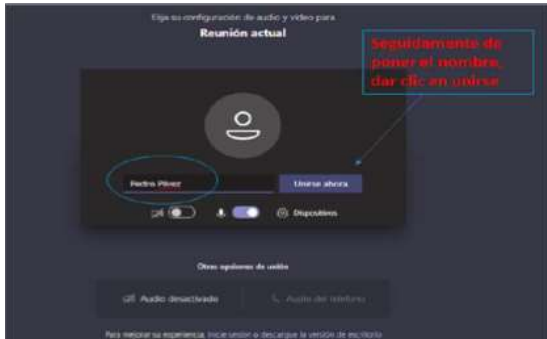 Elija su configuración de audio y video para
Reunión actual
Seguidamente de
poner el nombre,
dar clic en unirse
Pedro Pérez
Unirse ahora
Dispositivos
Otras opciones de unión
Audio desactivado
Audio del teléfono
Para mejorar su experiencia, inicie sesión o descargue la versión de escritorio